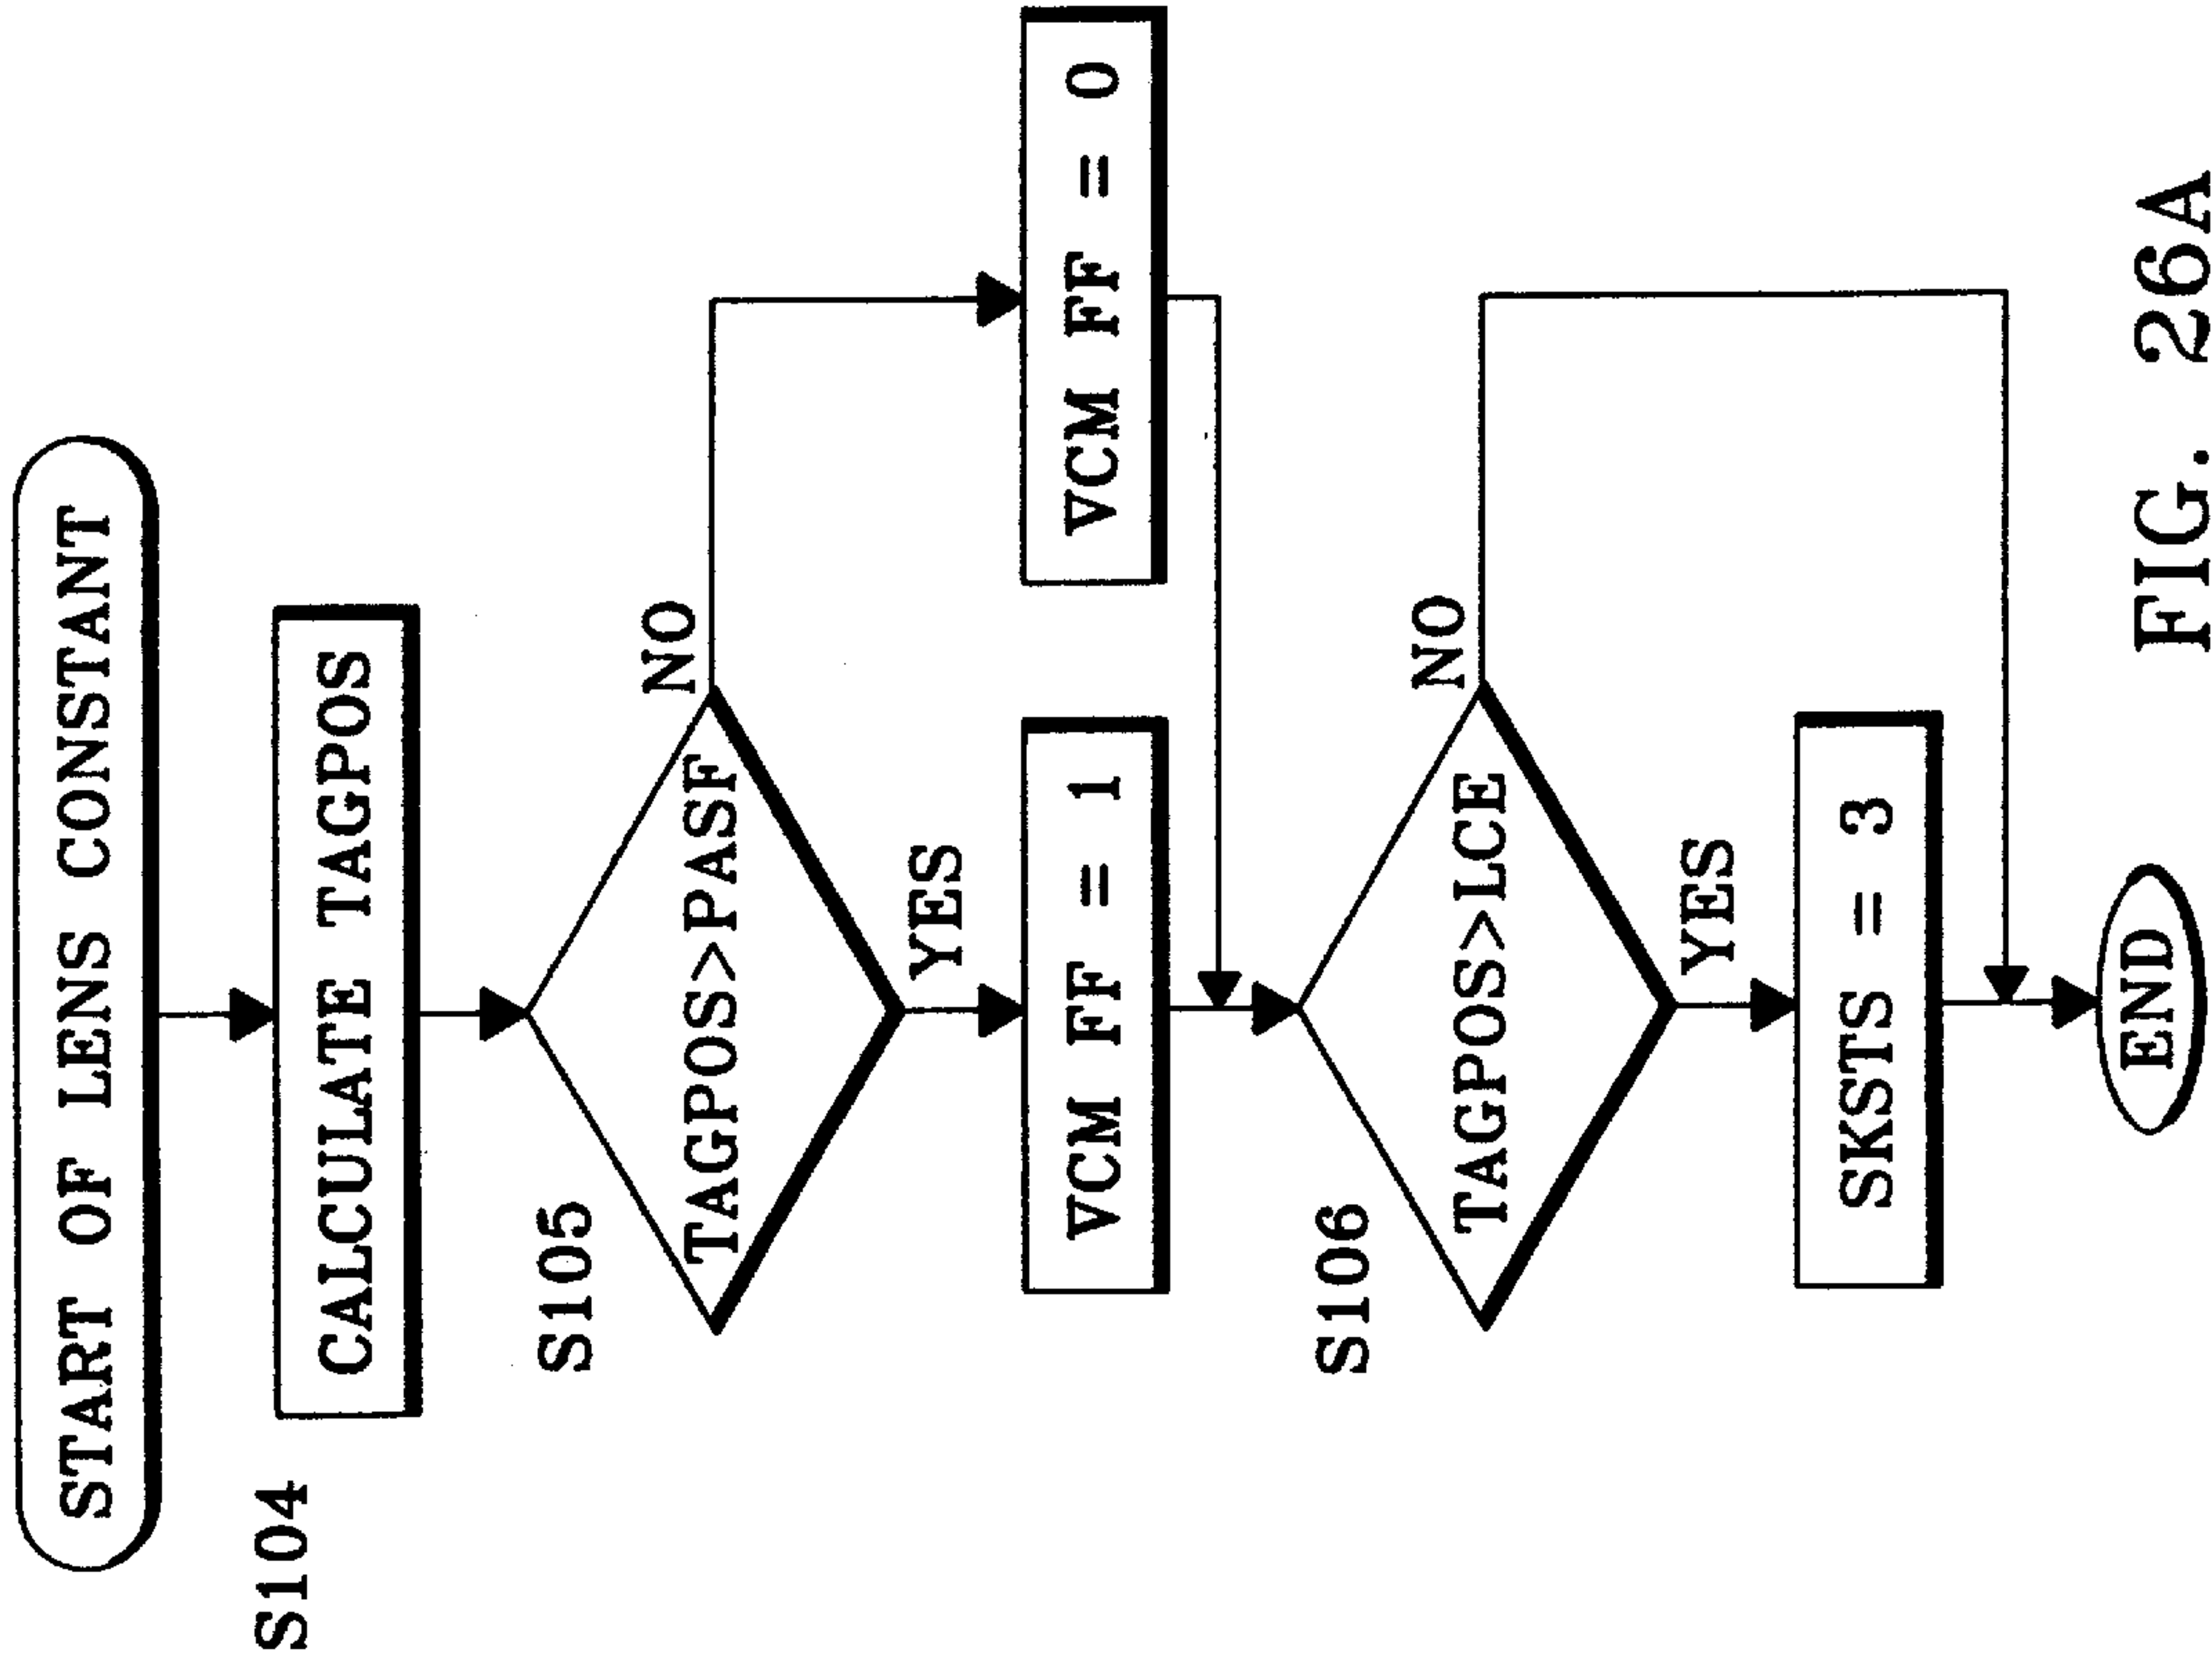 START OF LENS CONSTANT
S104
CALCULATE TAGPOS
S105
TAGPOS>PASF
NO
YES
VCM FF = 1
VCM FF = 0
S106
TAGPOS>LCE
NO
YES
SKSTS = 3
END
FIG. 26A